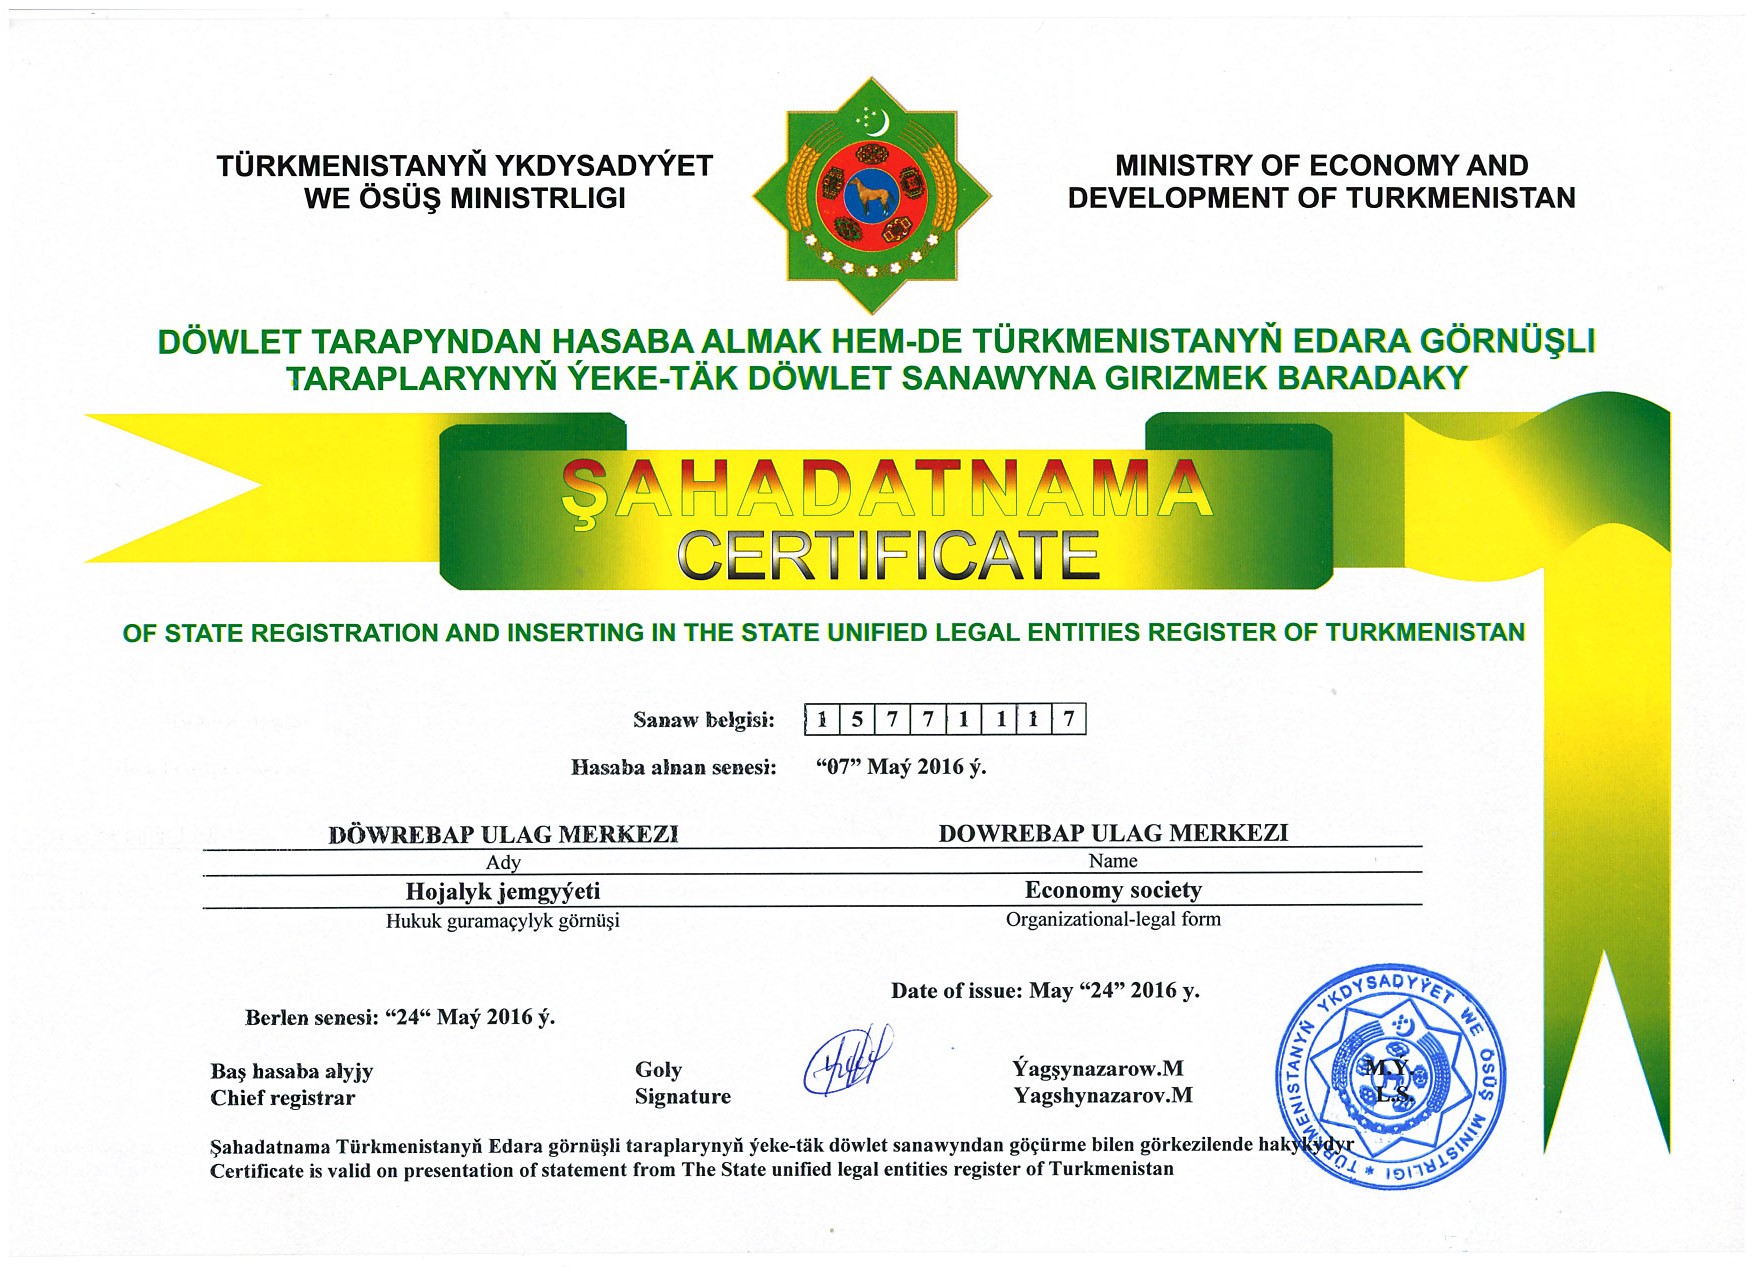 TÜRKMENISTANYŇ YKDYSADYÝET
WE ÖSÜŞ MINISTRLIGI
MINISTRY OF ECONOMY AND
DEVELOPMENT OF TURKMENISTAN
DÖWLET TARAPYNDAN HASABA ALMAK HEM-DE TÜRKMENISTANYŇ EDARA GÖRNÜŞLI
TARAPLARYNYŇ ÝEKE-TÄK DÖWLET SANAWYNA GIRIZMEK BARADAKY
ŞAHADATNAMA
CERTIFICATE
OF STATE REGISTRATION AND INSERTING IN THE STATE UNIFIED LEGAL ENTITIES REGISTER OF TURKMENISTAN
Sanaw belgisi: 1 5 7 7 1 1 1 7
Hasaba alnan senesi: “07” Maý 2016 ý.
DÖWREBAP ULAG MERKEZI DOWREBAP ULAG MERKEZI
Ady Name
Hojalyk jemgyýeti Economy society
Hukuk guramaçylyk görnüşi Organizational-legal form
Date of issue: May “24” 2016 y.
Berlen senesi: “24“ Maý 2016 ý.
Baş hasaba alyjy Goly Ýagşynazarow.M M.Ý.
Chief registrar Signature Yagshynazarov.M L.S.
Şahadatnama Türkmenistanyň Edara görnüşli taraplarynyň ýeke-täk döwlet sanawyndan göçürme bilen görkezilende hakykydyr
Certificate is valid on presentation of statement from The State unified legal entities register of Turkmenistan
TÜRKMENISTANYŇ YKDYSADYÝET WE ÖSÜŞ MINISTRLIGI *